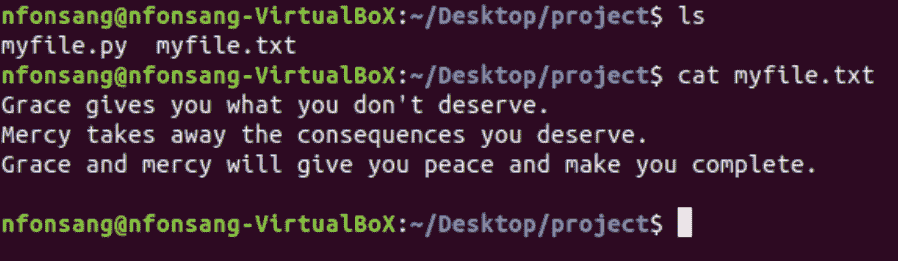 nfonsang@nfonsang-VirtualBoX:~/Desktop/project$ ls
myfile.py  myfile.txt
nfonsang@nfonsang-VirtualBoX:~/Desktop/project$ cat myfile.txt
Grace gives you what you don't deserve.
Mercy takes away the consequences you deserve.
Grace and mercy will give you peace and make you complete.
nfonsang@nfonsang-VirtualBoX:~/Desktop/project$